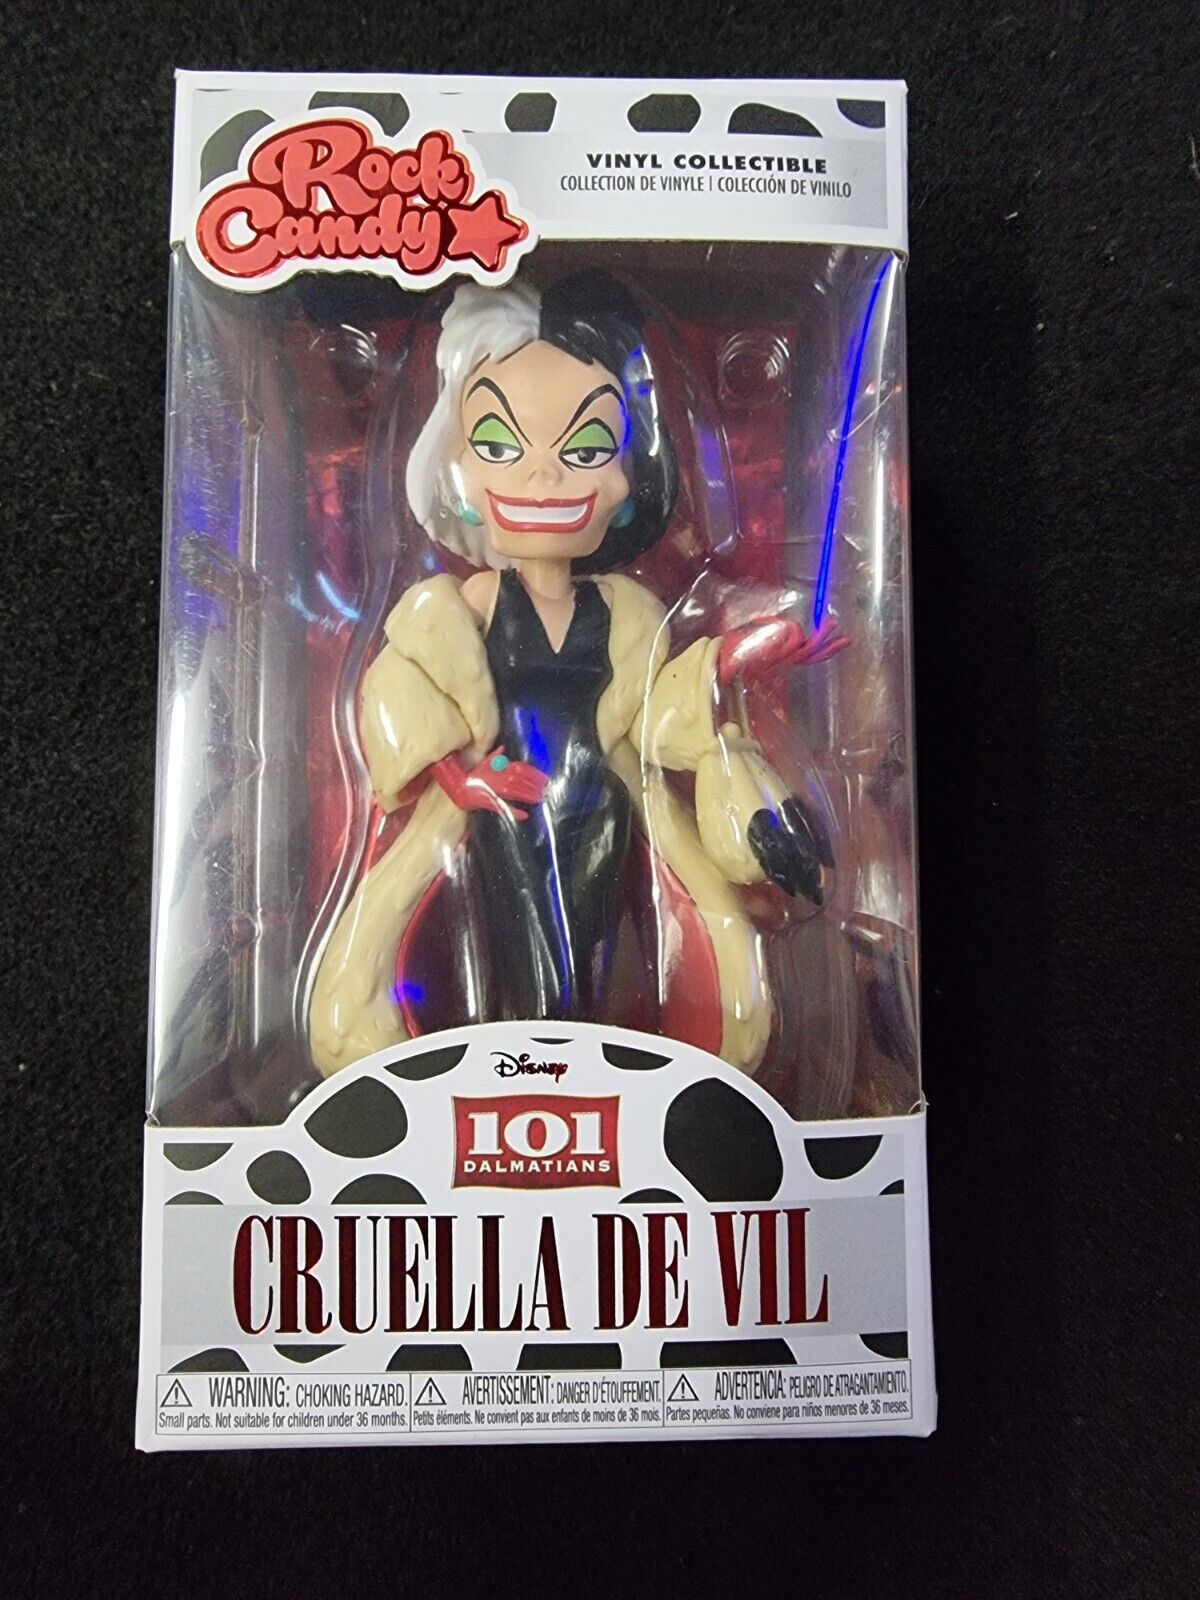 Rock
Candy
VINYL COLLECTIBLE
COLLECTION DE VINYLE | COLECCIÓN DE VINILO
Disney
101
DALMATIANS
CRUELLA DE VIL
WARNING: CHOKING HAZARD.
Small parts. Not suitable for children under 36 months.
AVERTISSEMENT: DANGER D'ÉTOUFFEMENT.
Petits éléments. Ne convient pas aux enfants de moins de 36 mois.
ADVERTENCIA: PELIGRO DE ATRAGANTAMIENTO.
Partes pequeñas. No conviene para niños menores de 36 meses.